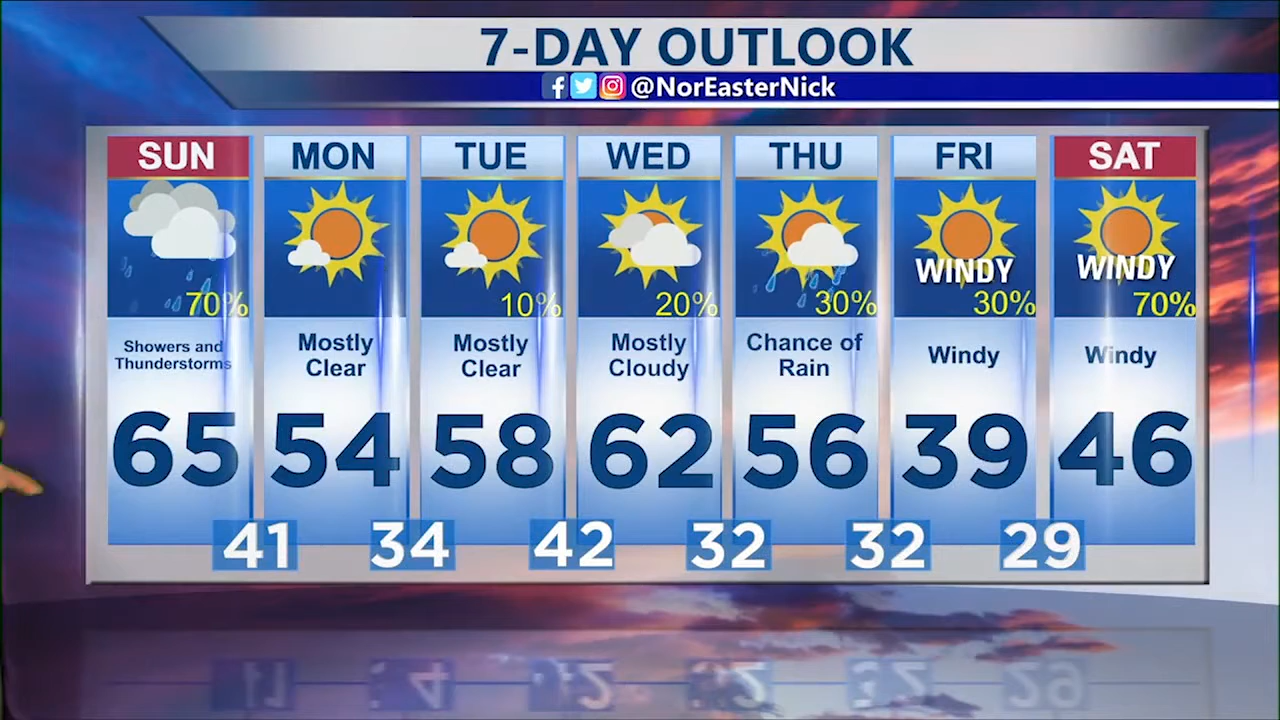 7-DAY OUTLOOK
@NorEasterNick
SUN MON TUE WED THU FRI SAT
WINDY WINDY
70% 10% 20% 30% 30% 70%
Showers and Thunderstorms
Mostly Clear
Mostly Clear
Mostly Cloudy
Chance of Rain
Windy
Windy
65 54 58 62 56 39 46
41 34 42 32 32 29